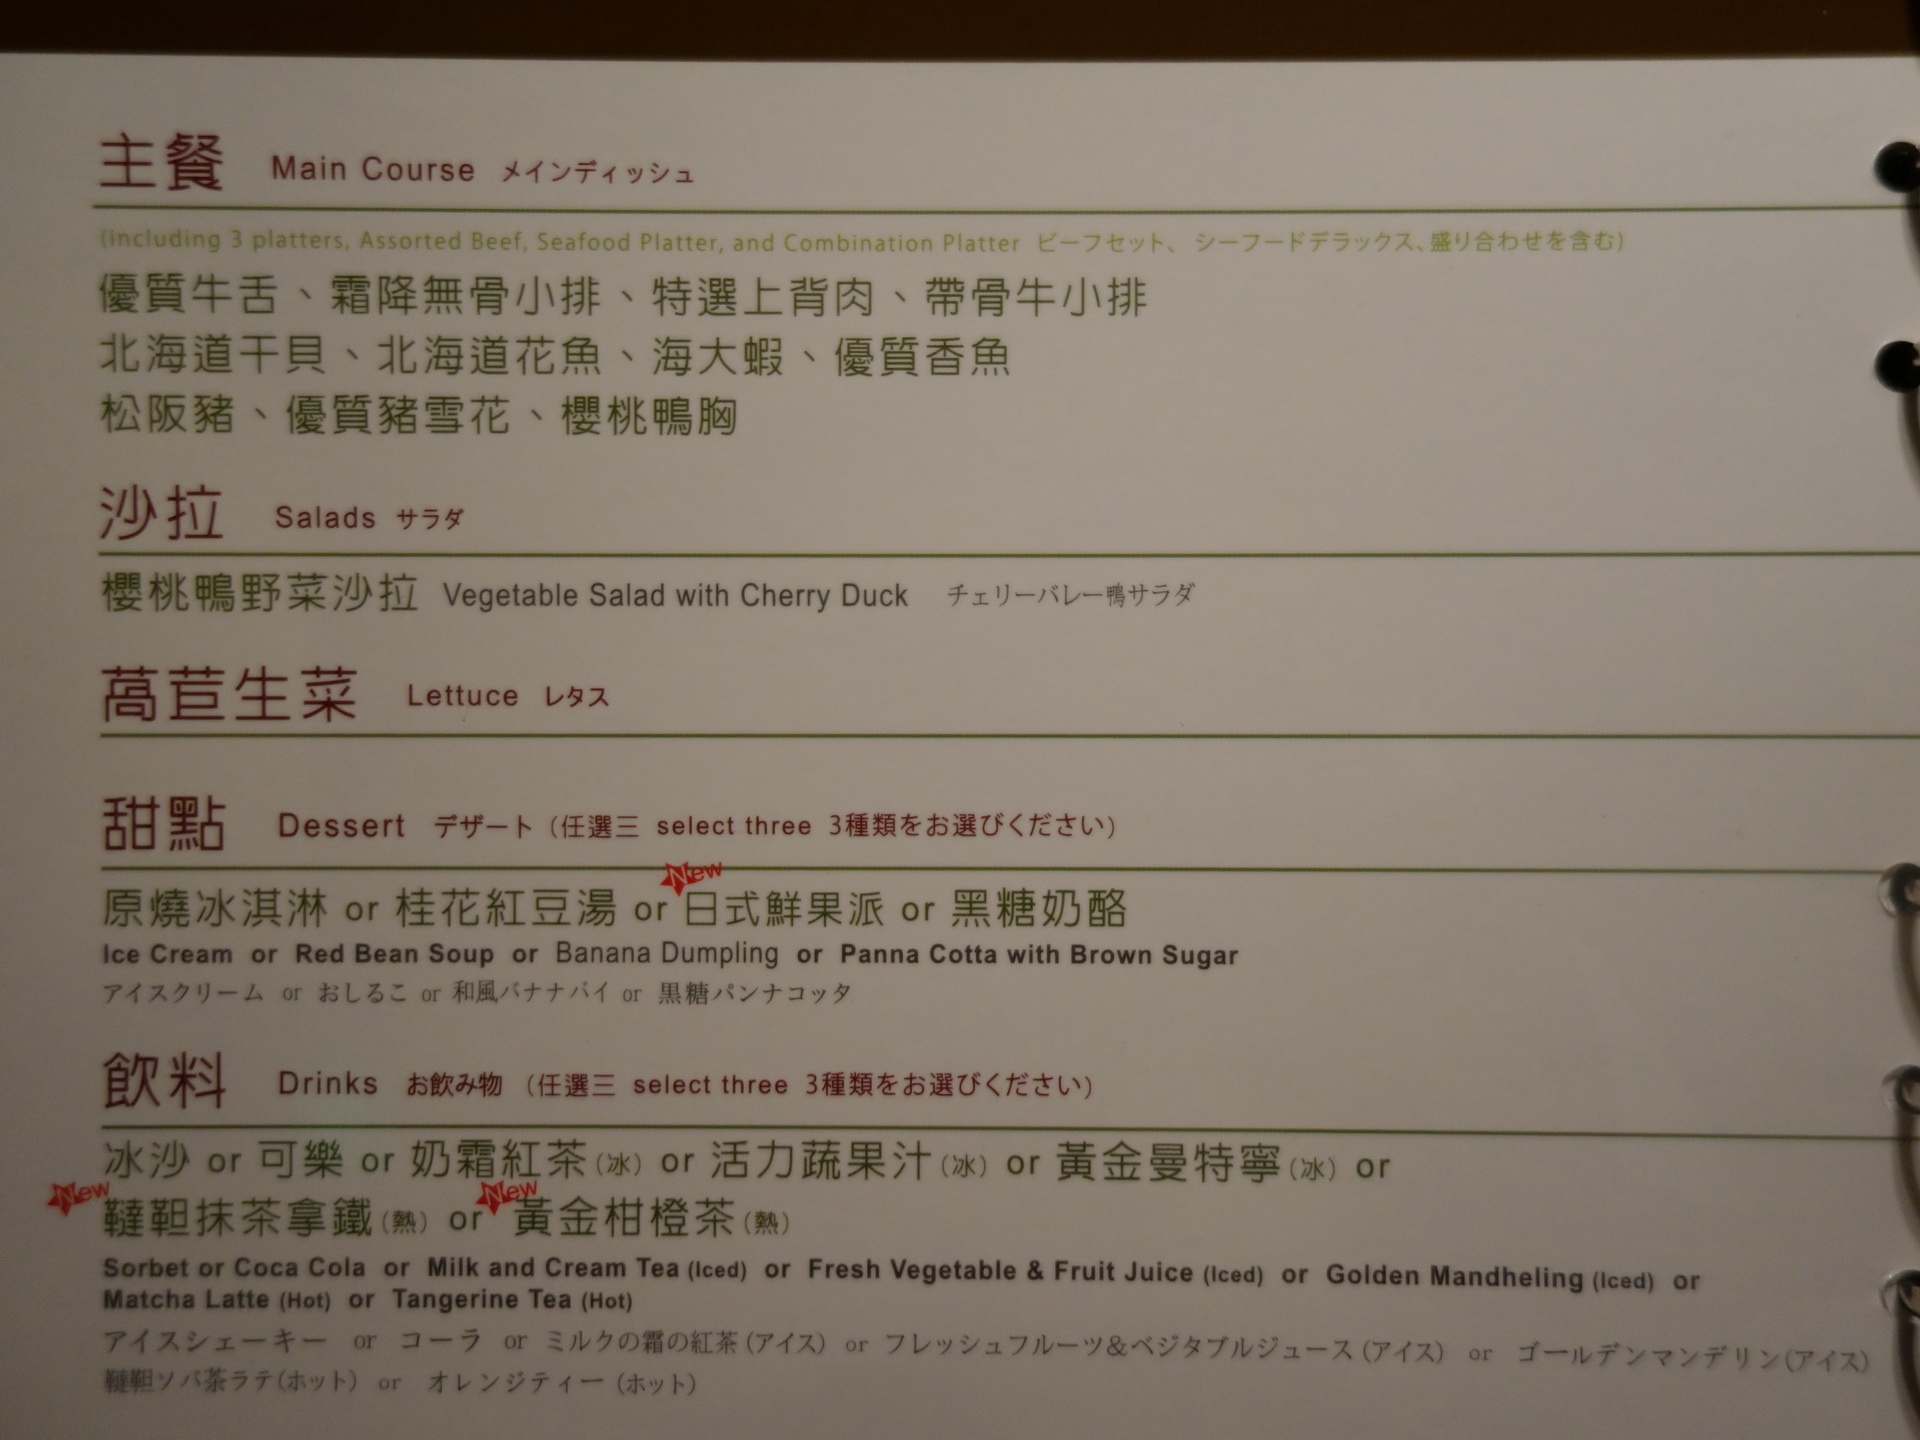 主餐 Main Course メインディッシュ
(including 3 platters, Assorted Beef, Seafood Platter, and Combination Platter ビーフセット、シーフードデラックス、盛り合わせを含む)
優質牛舌、霜降無骨小排、特選上背肉、帶骨牛小排
北海道干貝、北海道花魚、海大蝦、優質香魚
松阪豬、優質豬雪花、櫻桃鴨胸
沙拉 Salads サラダ
櫻桃鴨野菜沙拉 Vegetable Salad with Cherry Duck チェリーバレー鴨サラダ
萵苣生菜 Lettuce レタス
甜點 Dessert デザート (任選三 select three 3種類をお選びください)
New
原燒冰淇淋 or 桂花紅豆湯 or 日式鮮果派 or 黑糖奶酪
Ice Cream or Red Bean Soup or Banana Dumpling or Panna Cotta with Brown Sugar
アイスクリーム or おしるこ or 和風バナナパイ or 黒糖パンナコッタ
飲料 Drinks お飲み物 (任選三 select three 3種類をお選びください)
冰沙 or 可樂 or 奶霜紅茶(冰) or 活力蔬果汁(冰) or 黃金曼特寧(冰) or
New New
韃靼抹茶拿鐵(熱) or 黃金柑橙茶(熱)
Sorbet or Coca Cola or Milk and Cream Tea (Iced) or Fresh Vegetable & Fruit Juice (Iced) or Golden Mandheling (Iced) or
Matcha Latte (Hot) or Tangerine Tea (Hot)
アイスシェーキー or コーラ or ミルクの霜の紅茶(アイス) or フレッシュフルーツ&ベジタブルジュース(アイス) or ゴールデンマンデリン(アイス)
韃靼ソバ茶ラテ(ホット) or オレンジティー (ホット)